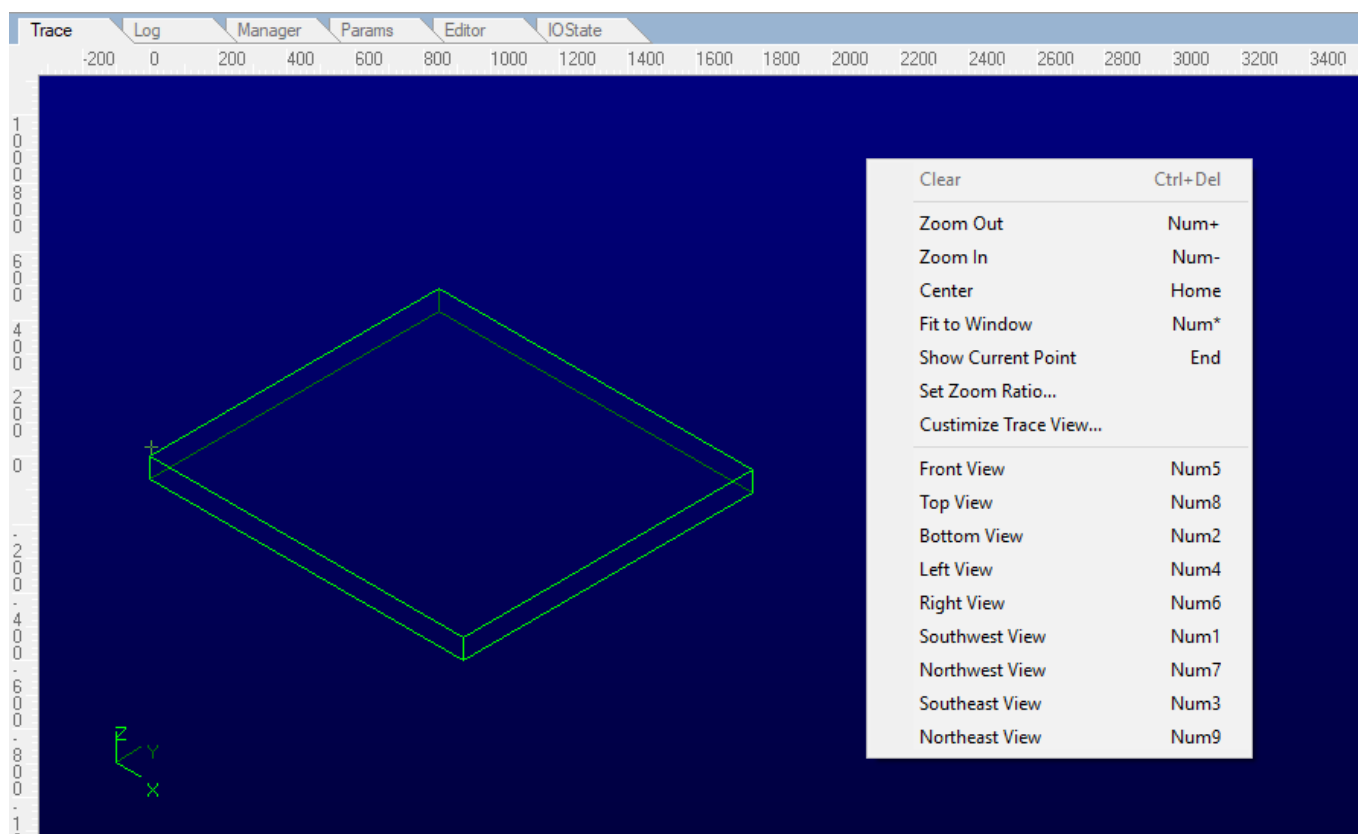 Trace Log Manager Params Editor IOState
-200 0 200 400 600 800 1000 1200 1400 1600 1800 2000 2200 2400 2600 2800 3000 3200 3400
1000
800
600
400
200
0
-200
-400
-600
-800
-1
Clear Ctrl+Del
Zoom Out Num+
Zoom In Num-
Center Home
Fit to Window Num*
Show Current Point End
Set Zoom Ratio...
Custimize Trace View...
Front View Num5
Top View Num8
Bottom View Num2
Left View Num4
Right View Num6
Southwest View Num1
Northwest View Num7
Southeast View Num3
Northeast View Num9
Z
Y
X